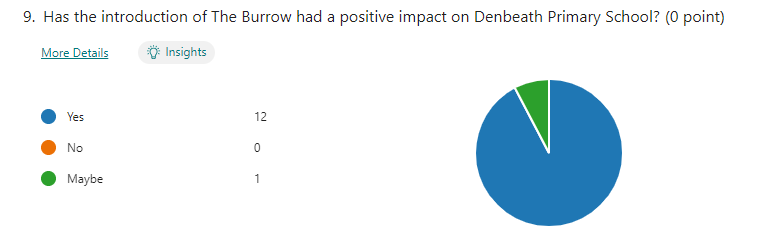 9. Has the introduction of The Burrow had a positive impact on Denbeath Primary School? (0 point)
More Details Insights
Yes 12
No 0
Maybe 1